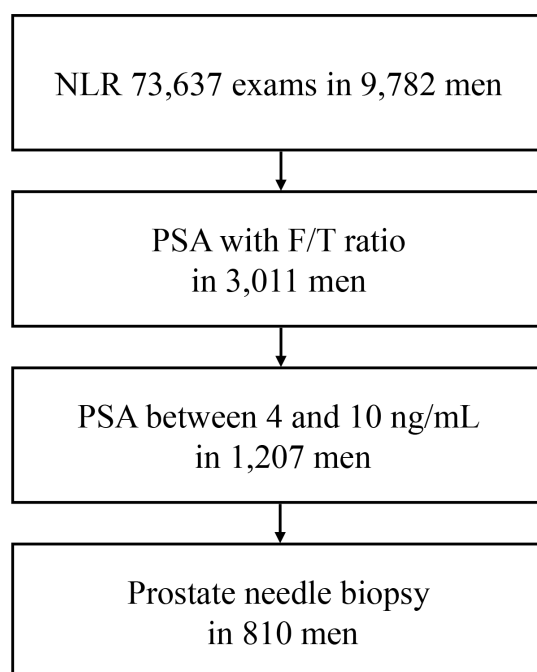 NLR 73,637 exams in 9,782 men
PSA with F/T ratio
in 3,011 men
PSA between 4 and 10 ng/mL
in 1,207 men
Prostate needle biopsy
in 810 men